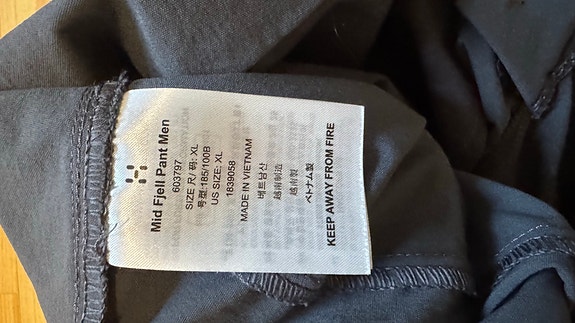 Mid Fjell Pant Men
603797
SIZE 尺/ 码: XL
号型:185/100B
US SIZE: XL
1639058
MADE IN VIETNAM
베트남산
越南制造
越南製
ベトナム製
KEEP AWAY FROM FIRE